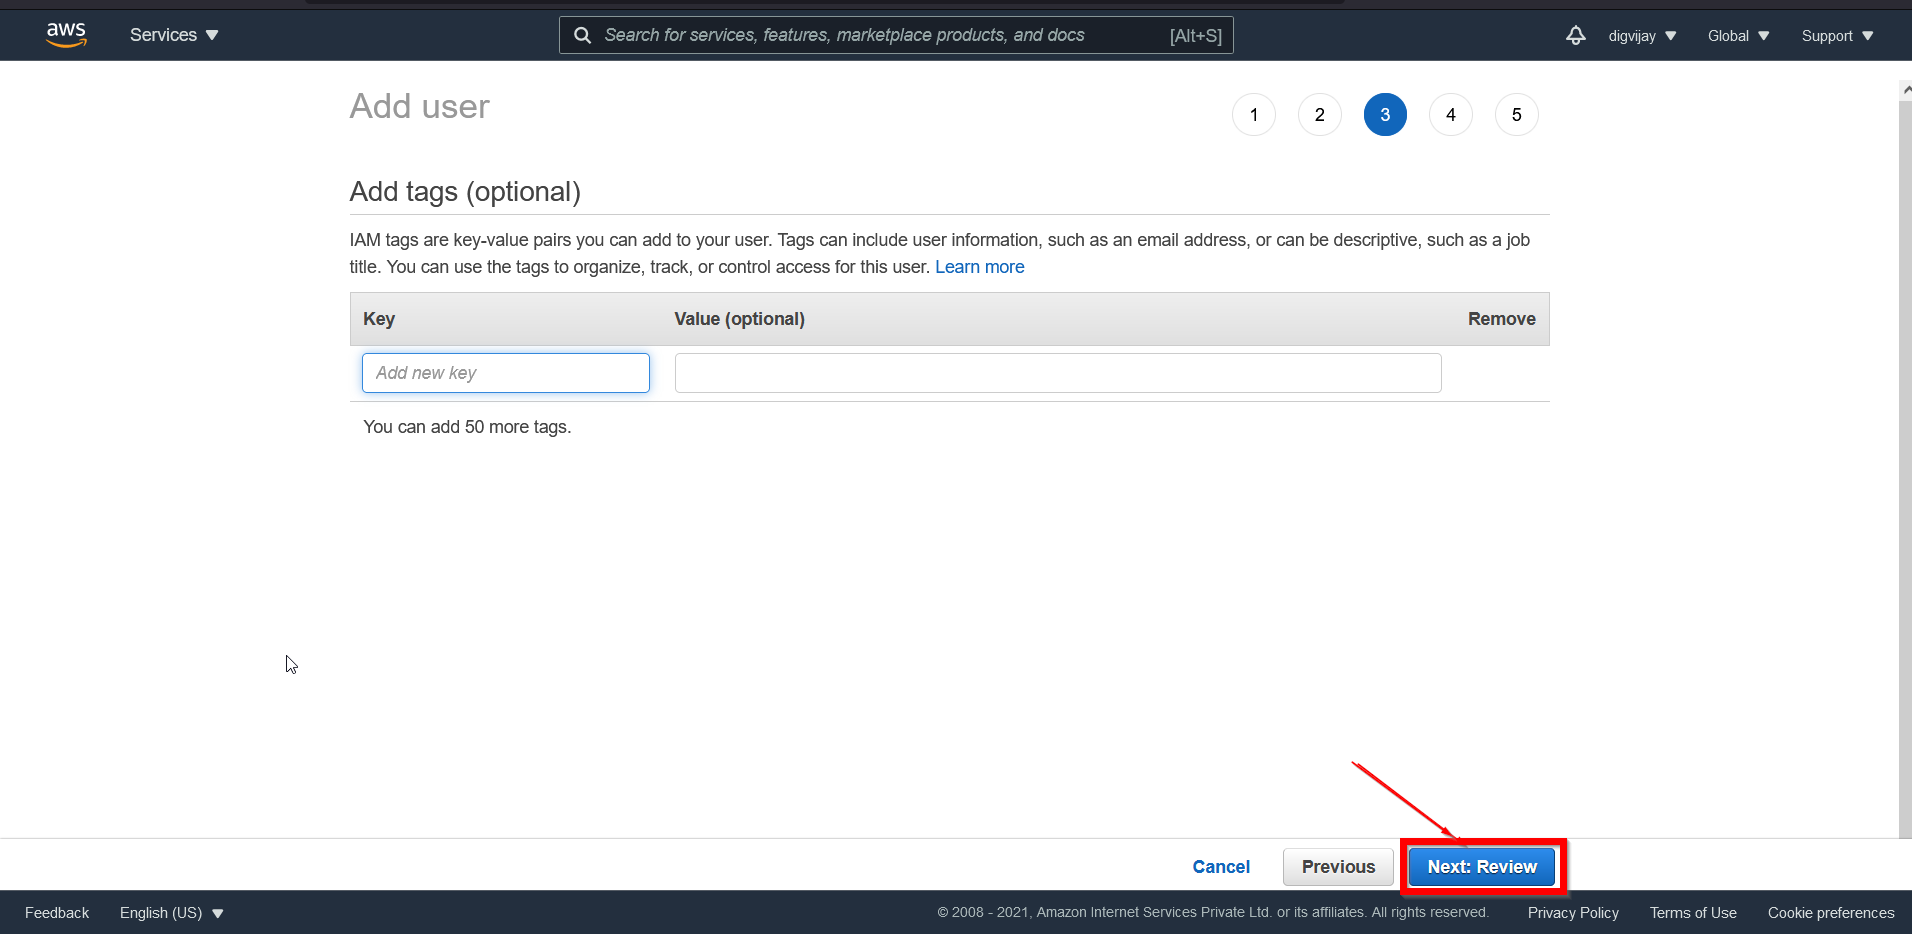 aws Services Search for services, features, marketplace products, and docs [Alt+S] digvijay Global Support
Add user 1 2 3 4 5
Add tags (optional)
IAM tags are key-value pairs you can add to your user. Tags can include user information, such as an email address, or can be descriptive, such as a job
title. You can use the tags to organize, track, or control access for this user. Learn more
Key Value (optional) Remove
Add new key
You can add 50 more tags.
Cancel Previous Next: Review
Feedback English (US) © 2008 - 2021, Amazon Internet Services Private Ltd. or its affiliates. All rights reserved. Privacy Policy Terms of Use Cookie preferences